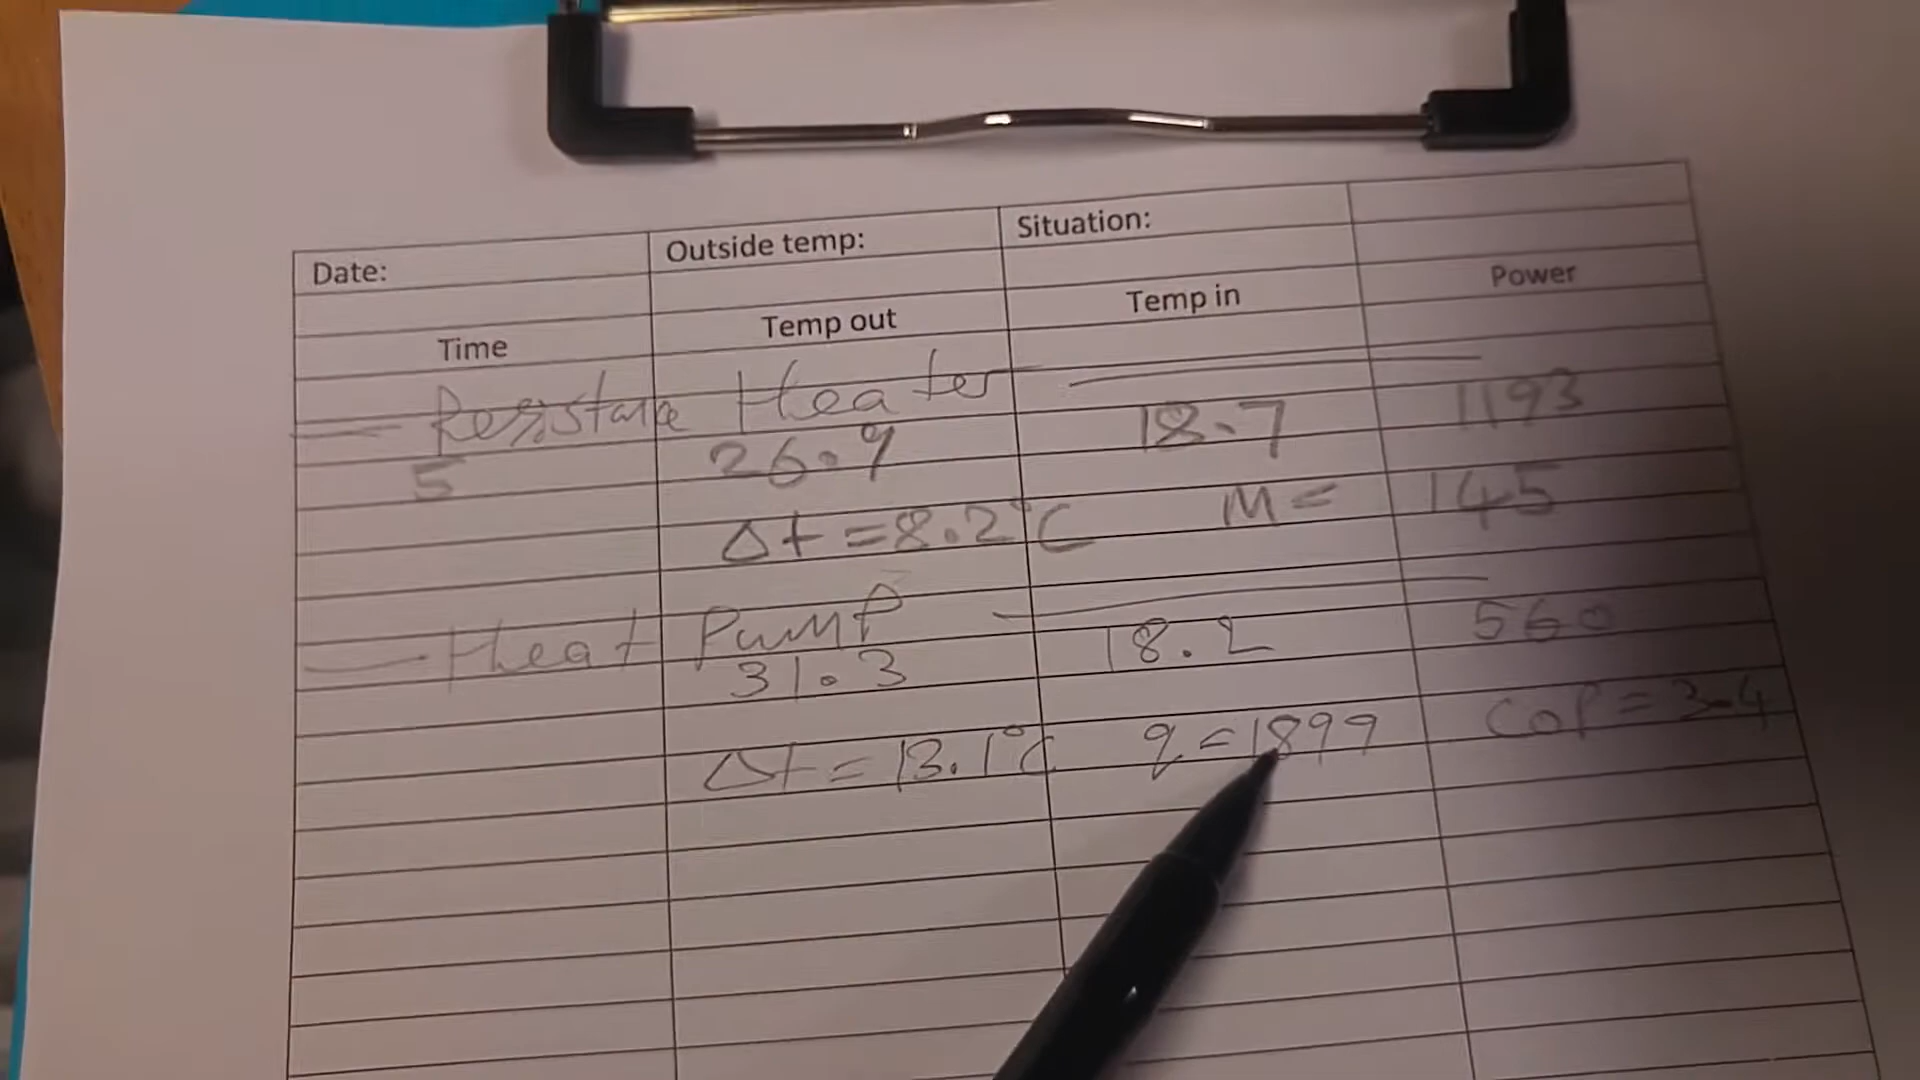 Date: Outside temp: Situation:
Time Temp out Temp in Power
Resistance Heater
5 26.9 18.7 1193
Δt = 8.2°C M = 145
Heat Pump
31.3 18.2 560
Δt = 13.1°C q = 1899 COP = 3.4